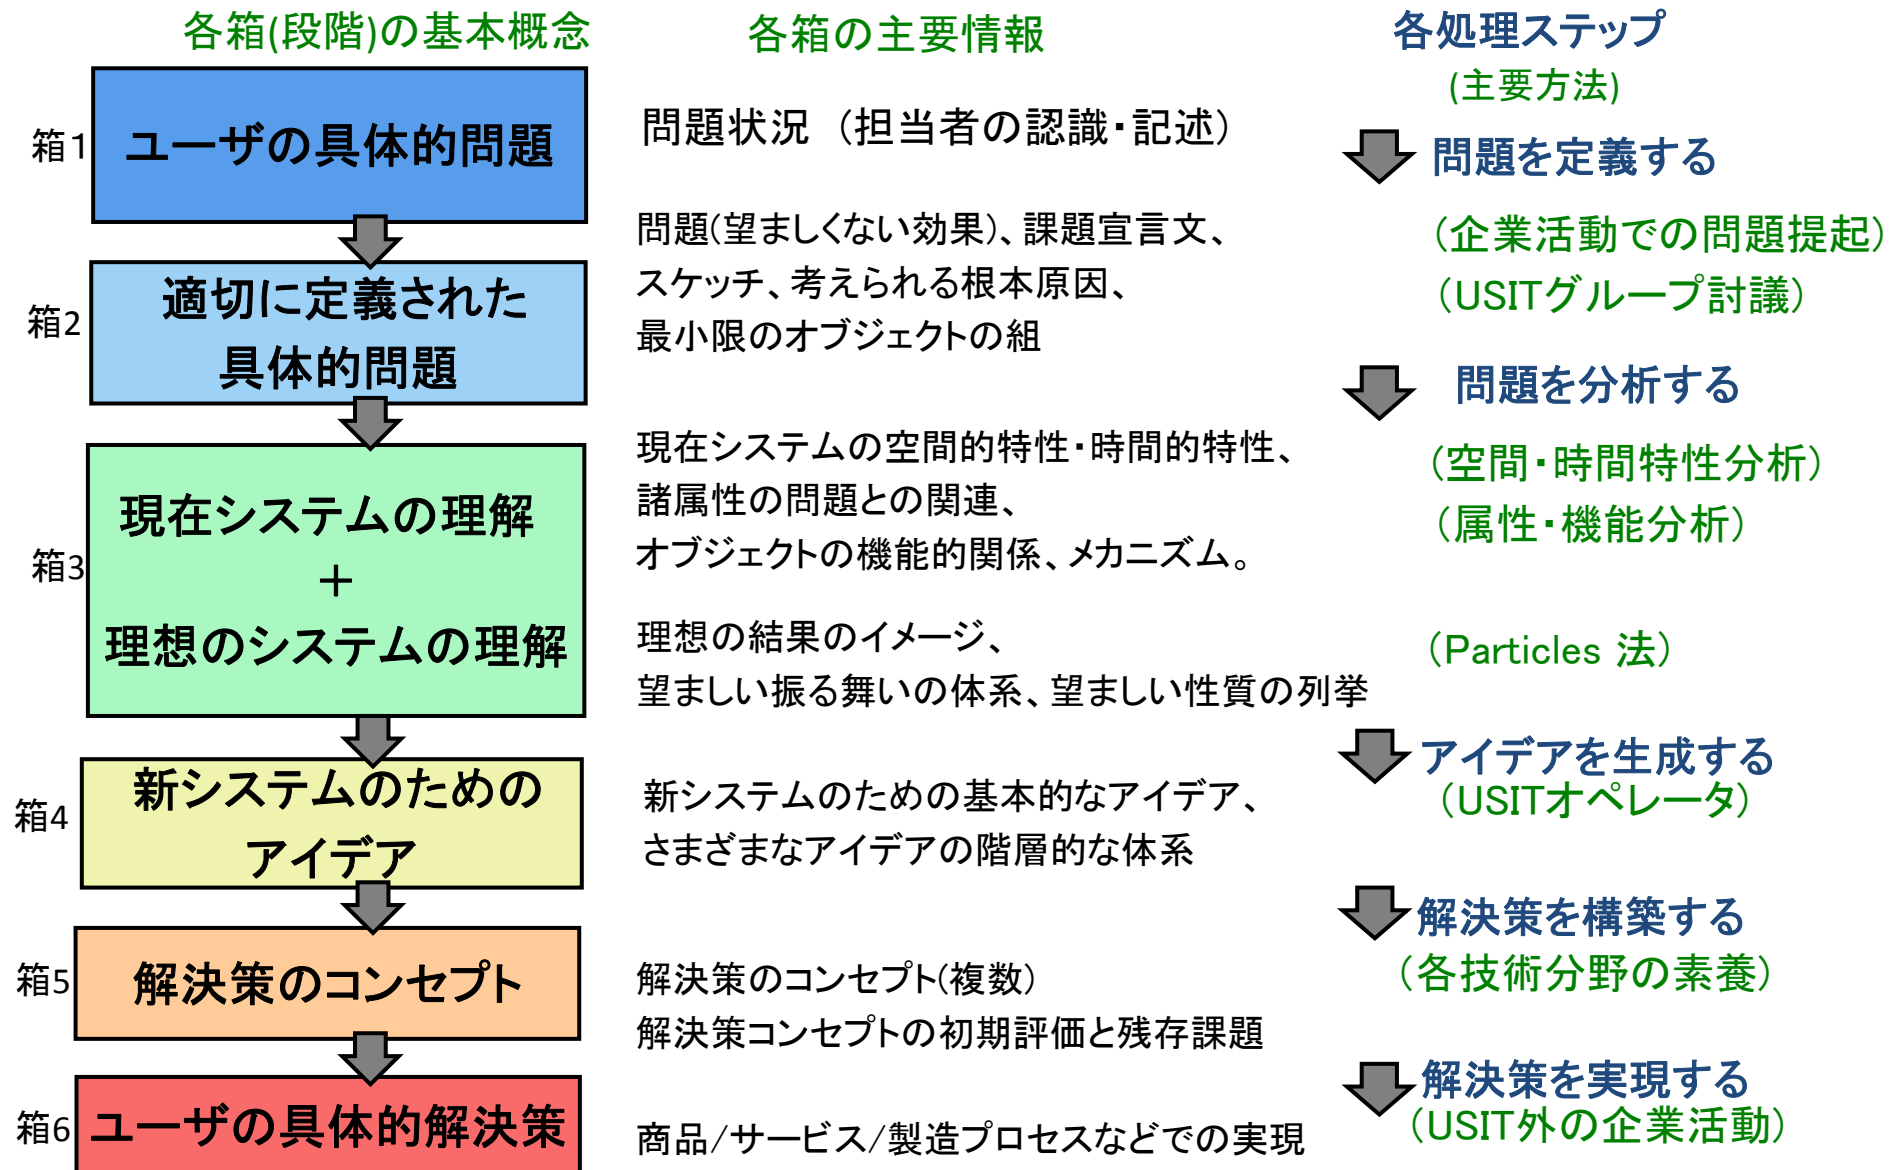 各箱(段階)の基本概念
各箱の主要情報
各処理ステップ
(主要方法)
箱1
ユーザの具体的問題
問題状況 (担当者の認識・記述)
問題を定義する
(企業活動での問題提起)
(USITグループ討議)
箱2
適切に定義された
具体的問題
問題(望ましくない効果)、課題宣言文、
スケッチ、考えられる根本原因、
最小限のオブジェクトの組
問題を分析する
(空間・時間特性分析)
(属性・機能分析)
箱3
現在システムの理解
+
理想のシステムの理解
現在システムの空間的特性・時間的特性、
諸属性の問題との関連、
オブジェクトの機能的関係、メカニズム。
理想の結果のイメージ、
望ましい振る舞いの体系、望ましい性質の列挙
(Particles 法)
アイデアを生成する
(USITオペレータ)
箱4
新システムのための
アイデア
新システムのための基本的なアイデア、
さまざまなアイデアの階層的な体系
解決策を構築する
(各技術分野の素養)
箱5
解決策のコンセプト
解決策のコンセプト(複数)
解決策コンセプトの初期評価と残存課題
解決策を実現する
(USIT外の企業活動)
箱6
ユーザの具体的解決策
商品/サービス/製造プロセスなどでの実現